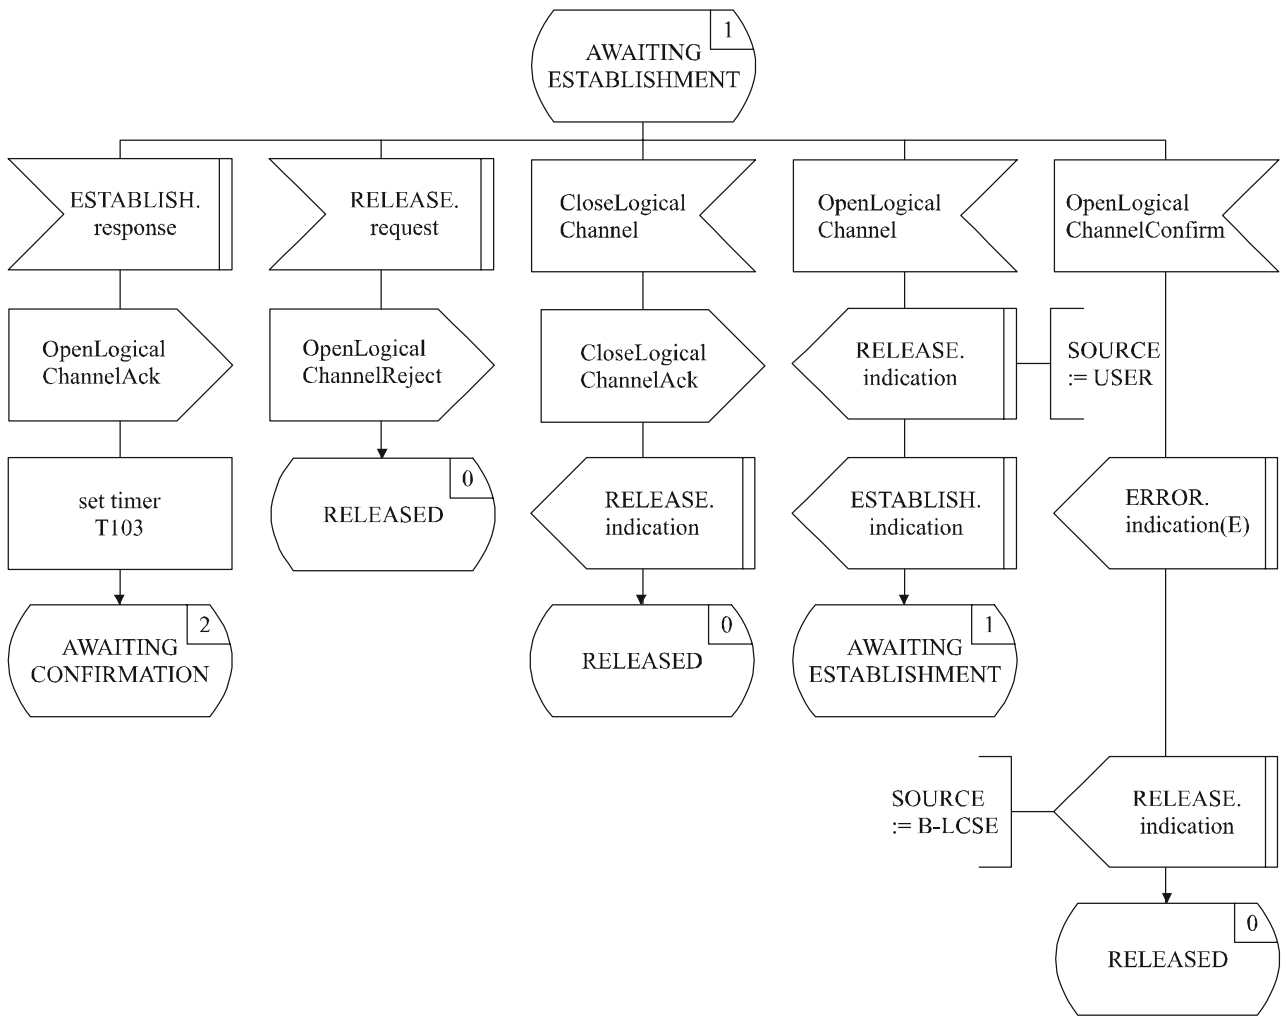 1
AWAITING
ESTABLISHMENT
ESTABLISH.
response
RELEASE.
request
CloseLogical
Channel
OpenLogical
Channel
OpenLogical
ChannelConfirm
OpenLogical
ChannelAck
OpenLogical
ChannelReject
CloseLogical
ChannelAck
RELEASE.
indication
SOURCE
:= USER
set timer
T103
0
RELEASED
RELEASE.
indication
ESTABLISH.
indication
ERROR.
indication(E)
2
AWAITING
CONFIRMATION
0
RELEASED
1
AWAITING
ESTABLISHMENT
SOURCE
:= B-LCSE
RELEASE.
indication
0
RELEASED